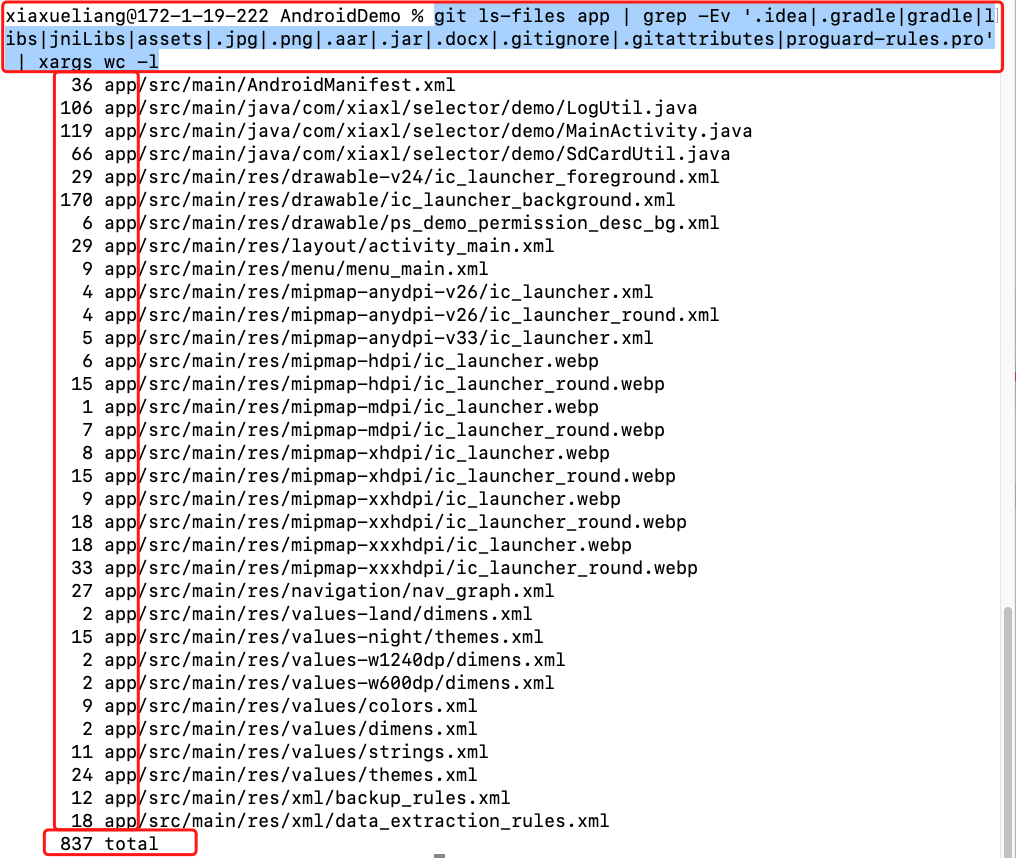 xiaxueliang@172-1-19-222 AndroidDemo % git ls-files app | grep -Ev '.idea|.gradle|gradle|l
ibs|jniLibs|assets|.jpg|.png|.aar|.jar|.docx|.gitignore|.gitattributes|proguard-rules.pro'
| xargs wc -l
36 app/src/main/AndroidManifest.xml
106 app/src/main/java/com/xiaxl/selector/demo/LogUtil.java
119 app/src/main/java/com/xiaxl/selector/demo/MainActivity.java
66 app/src/main/java/com/xiaxl/selector/demo/SdCardUtil.java
29 app/src/main/res/drawable-v24/ic_launcher_foreground.xml
170 app/src/main/res/drawable/ic_launcher_background.xml
6 app/src/main/res/drawable/ps_demo_permission_desc_bg.xml
29 app/src/main/res/layout/activity_main.xml
9 app/src/main/res/menu/menu_main.xml
4 app/src/main/res/mipmap-anydpi-v26/ic_launcher.xml
4 app/src/main/res/mipmap-anydpi-v26/ic_launcher_round.xml
5 app/src/main/res/mipmap-anydpi-v33/ic_launcher.xml
6 app/src/main/res/mipmap-hdpi/ic_launcher.webp
15 app/src/main/res/mipmap-hdpi/ic_launcher_round.webp
1 app/src/main/res/mipmap-mdpi/ic_launcher.webp
7 app/src/main/res/mipmap-mdpi/ic_launcher_round.webp
8 app/src/main/res/mipmap-xhdpi/ic_launcher.webp
15 app/src/main/res/mipmap-xhdpi/ic_launcher_round.webp
9 app/src/main/res/mipmap-xxhdpi/ic_launcher.webp
18 app/src/main/res/mipmap-xxhdpi/ic_launcher_round.webp
18 app/src/main/res/mipmap-xxxhdpi/ic_launcher.webp
33 app/src/main/res/mipmap-xxxhdpi/ic_launcher_round.webp
27 app/src/main/res/navigation/nav_graph.xml
2 app/src/main/res/values-land/dimens.xml
15 app/src/main/res/values-night/themes.xml
2 app/src/main/res/values-w1240dp/dimens.xml
2 app/src/main/res/values-w600dp/dimens.xml
9 app/src/main/res/values/colors.xml
2 app/src/main/res/values/dimens.xml
11 app/src/main/res/values/strings.xml
24 app/src/main/res/values/themes.xml
12 app/src/main/res/xml/backup_rules.xml
18 app/src/main/res/xml/data_extraction_rules.xml
837 total